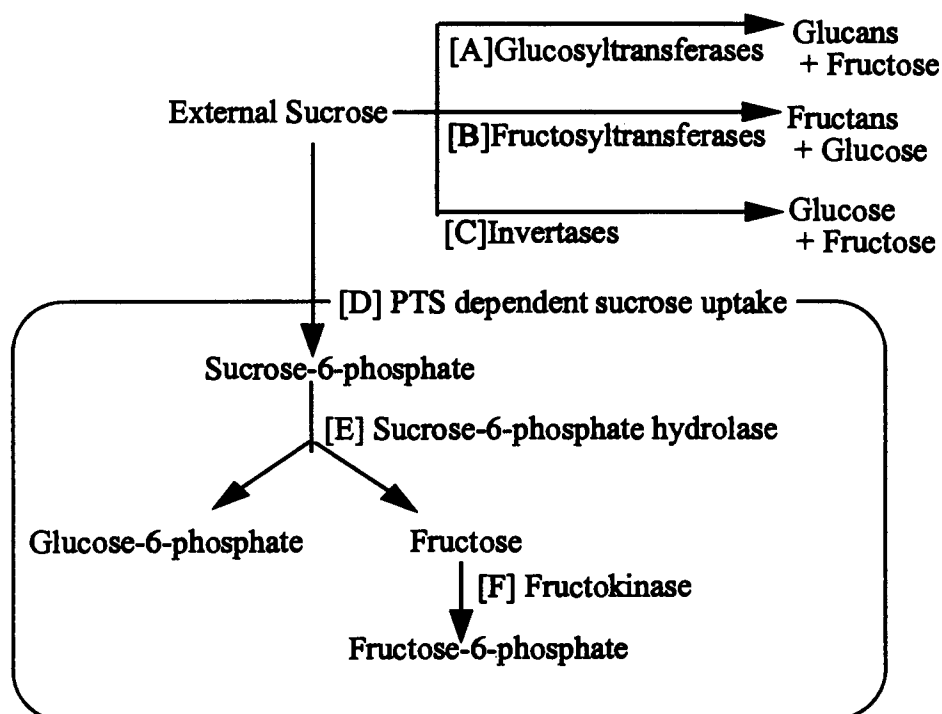 [A]Glucosyltransferases
Glucans
+ Fructose
External Sucrose
[B]Fructosyltransferases
Fructans
+ Glucose
[C]Invertases
Glucose
+ Fructose
[D] PTS dependent sucrose uptake
Sucrose-6-phosphate
[E] Sucrose-6-phosphate hydrolase
Glucose-6-phosphate
Fructose
[F] Fructokinase
Fructose-6-phosphate